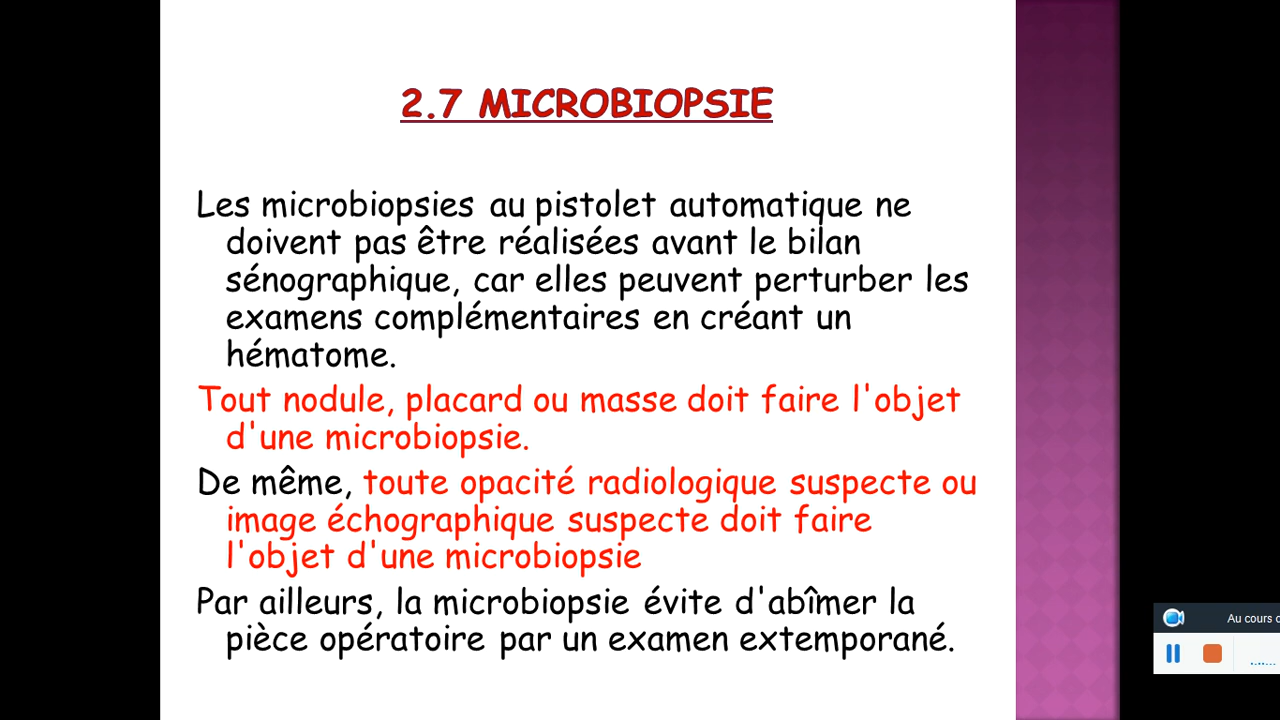 2.7 MICROBIOPSIE
Les microbiopsies au pistolet automatique ne
doivent pas être réalisées avant le bilan
sénographique, car elles peuvent perturber les
examens complémentaires en créant un
hématome.
Tout nodule, placard ou masse doit faire l'objet
d'une microbiopsie.
De même, toute opacité radiologique suspecte ou
image échographique suspecte doit faire
l'objet d'une microbiopsie
Par ailleurs, la microbiopsie évite d'abîmer la
pièce opératoire par un examen extemporané.
Au cours